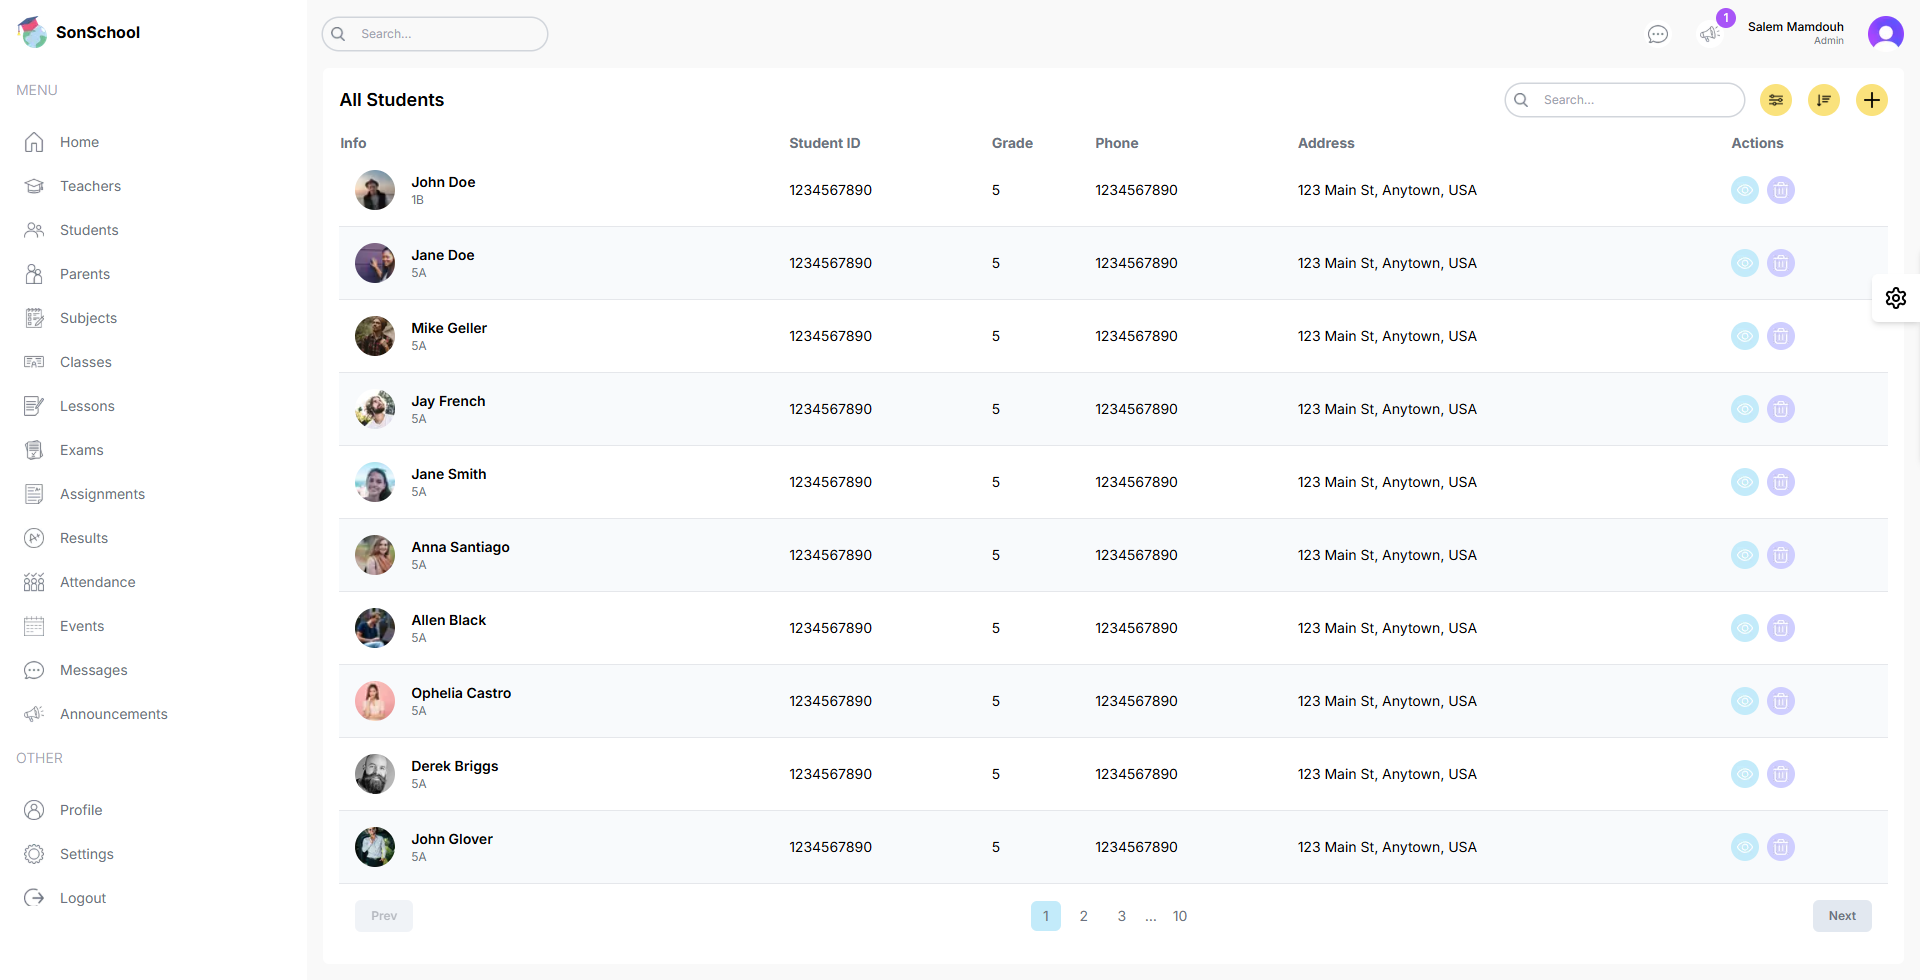 SonSchool
MENU
Home
Teachers
Students
Parents
Subjects
Classes
Lessons
Exams
Assignments
Results
Attendance
Events
Messages
Announcements
OTHER
Profile
Settings
Logout
Search...
1
Salem Mamdouh
Admin
All Students
Search...
Info Student ID Grade Phone Address Actions
John Doe
1B
1234567890 5 1234567890 123 Main St, Anytown, USA
Jane Doe
5A
1234567890 5 1234567890 123 Main St, Anytown, USA
Mike Geller
5A
1234567890 5 1234567890 123 Main St, Anytown, USA
Jay French
5A
1234567890 5 1234567890 123 Main St, Anytown, USA
Jane Smith
5A
1234567890 5 1234567890 123 Main St, Anytown, USA
Anna Santiago
5A
1234567890 5 1234567890 123 Main St, Anytown, USA
Allen Black
5A
1234567890 5 1234567890 123 Main St, Anytown, USA
Ophelia Castro
5A
1234567890 5 1234567890 123 Main St, Anytown, USA
Derek Briggs
5A
1234567890 5 1234567890 123 Main St, Anytown, USA
John Glover
5A
1234567890 5 1234567890 123 Main St, Anytown, USA
Prev 1 2 3 ... 10 Next